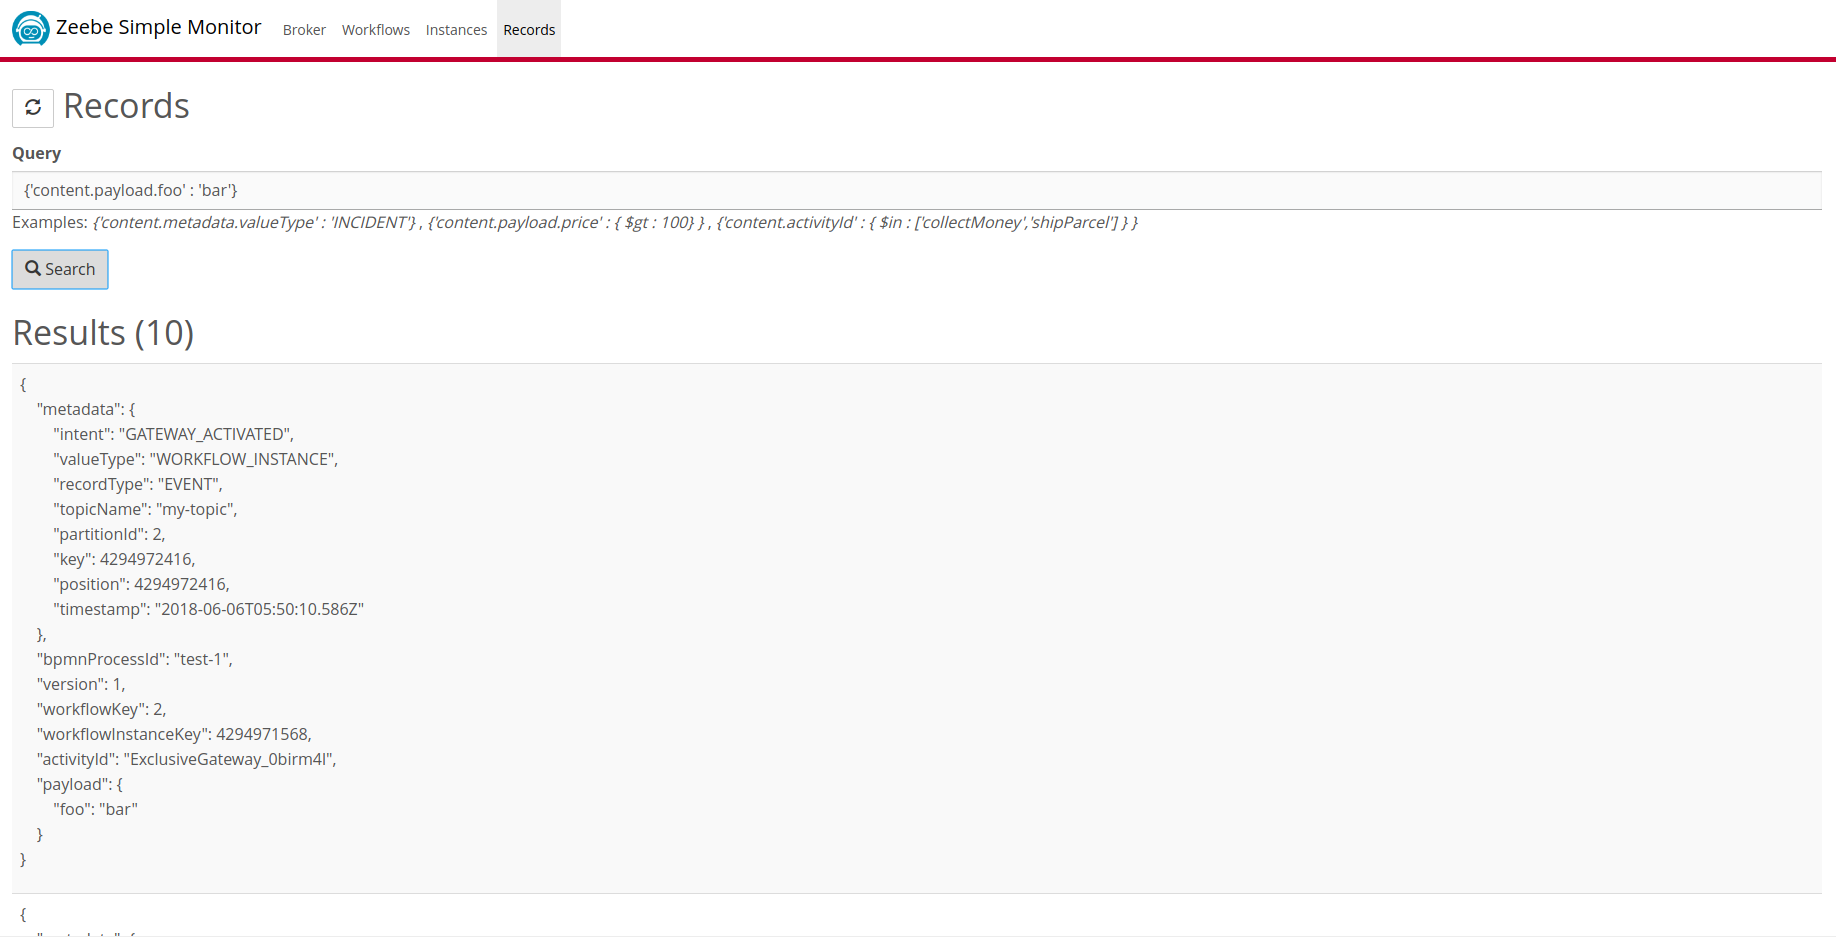 Zeebe Simple Monitor Broker Workflows Instances Records
Records
Query
{'content.payload.foo' : 'bar'}
Examples: {'content.metadata.valueType' : 'INCIDENT'} , {'content.payload.price' : { $gt : 100} } , {'content.activityId' : { $in : ['collectMoney','shipParcel'] } }
Search
Results (10)
{
"metadata": {
"intent": "GATEWAY_ACTIVATED",
"valueType": "WORKFLOW_INSTANCE",
"recordType": "EVENT",
"topicName": "my-topic",
"partitionId": 2,
"key": 4294972416,
"position": 4294972416,
"timestamp": "2018-06-06T05:50:10.586Z"
},
"bpmnProcessId": "test-1",
"version": 1,
"workflowKey": 2,
"workflowInstanceKey": 4294971568,
"activityId": "ExclusiveGateway_0birm4l",
"payload": {
"foo": "bar"
}
}
{